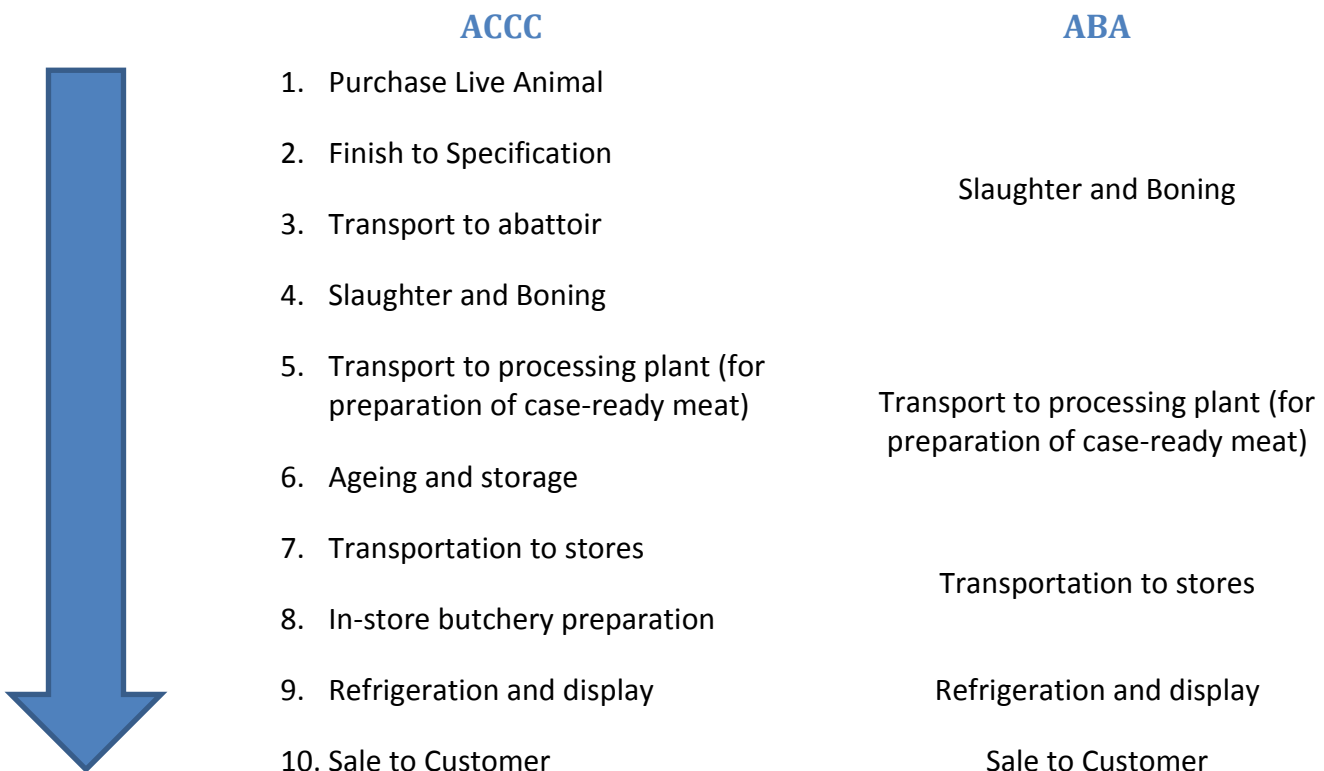 ACCC
ABA
1. Purchase Live Animal
2. Finish to Specification
Slaughter and Boning
3. Transport to abattoir
4. Slaughter and Boning
5. Transport to processing plant (for
preparation of case-ready meat)
Transport to processing plant (for
preparation of case-ready meat)
6. Ageing and storage
7. Transportation to stores
Transportation to stores
8. In-store butchery preparation
9. Refrigeration and display
Refrigeration and display
10. Sale to Customer
Sale to Customer